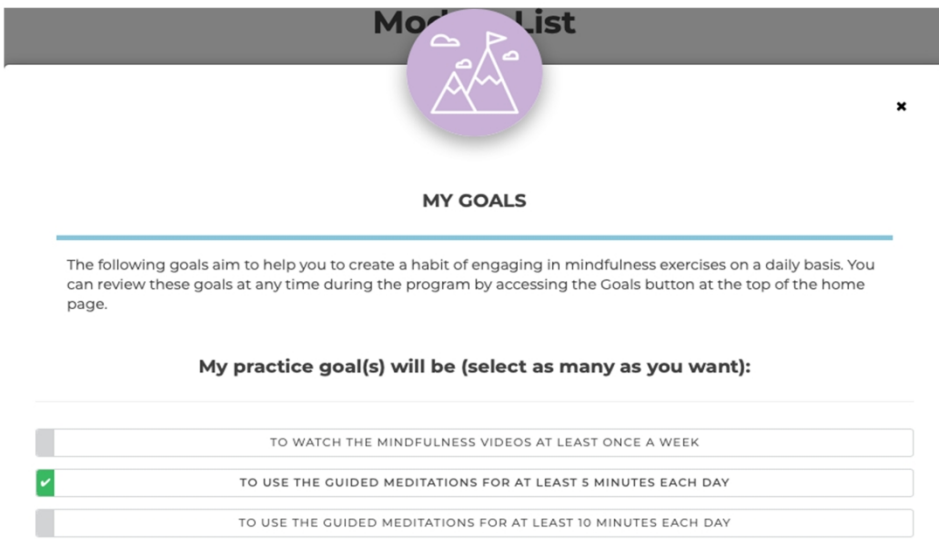 List
MY GOALS
The following goals aim to help you to create a habit of engaging in mindfulness exercises on a daily basis. You
can review these goals at any time during the program by accessing the Goals button at the top of the home
page.
My practice goal(s) will be (select as many as you want):
TO WATCH THE MINDFULNESS VIDEOS AT LEAST ONCE A WEEK
TO USE THE GUIDED MEDITATIONS FOR AT LEAST 5 MINUTES EACH DAY
TO USE THE GUIDED MEDITATIONS FOR AT LEAST 10 MINUTES EACH DAY